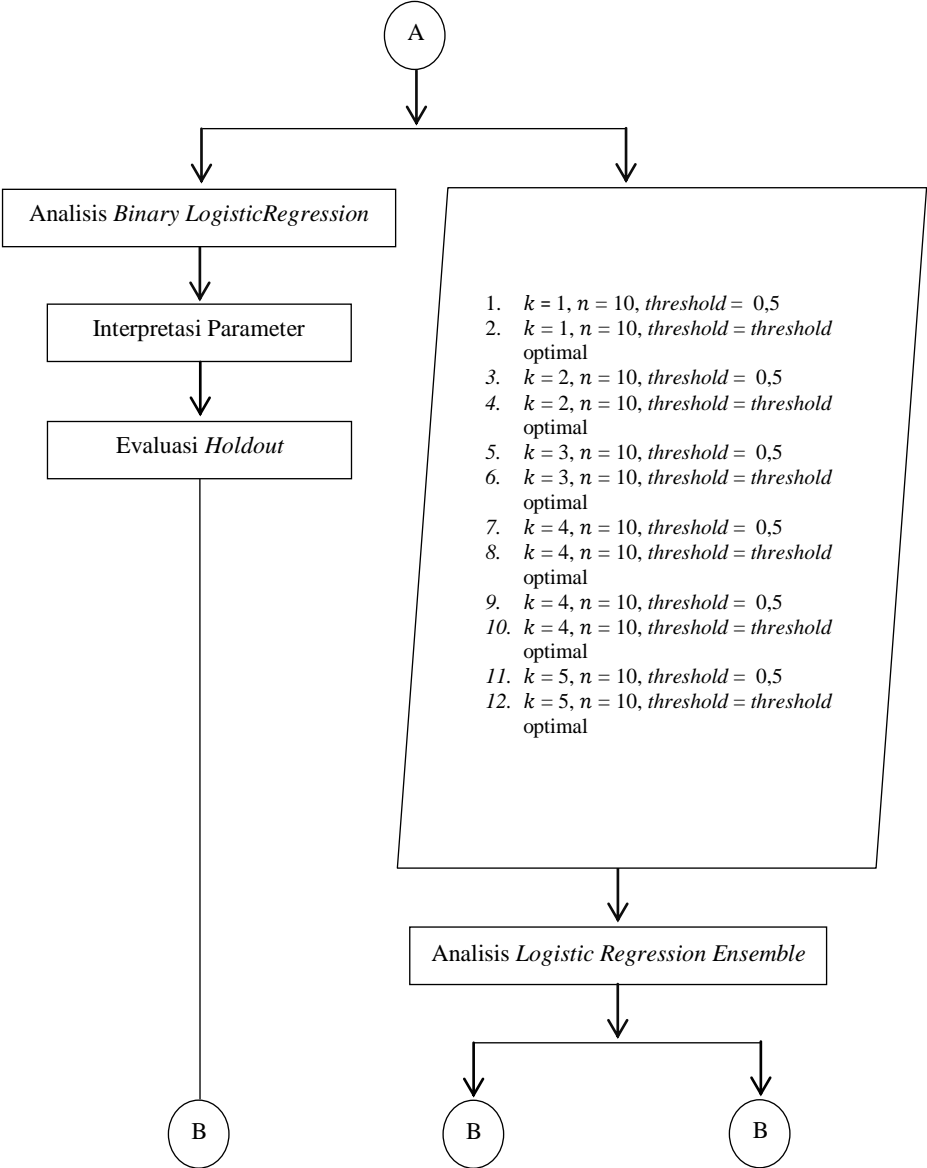 A
Analisis Binary LogisticRegression
Interpretasi Parameter
Evaluasi Holdout
1. k = 1, n = 10, threshold = 0,5
2. k = 1, n = 10, threshold = threshold
optimal
3. k = 2, n = 10, threshold = 0,5
4. k = 2, n = 10, threshold = threshold
optimal
5. k = 3, n = 10, threshold = 0,5
6. k = 3, n = 10, threshold = threshold
optimal
7. k = 4, n = 10, threshold = 0,5
8. k = 4, n = 10, threshold = threshold
optimal
9. k = 4, n = 10, threshold = 0,5
10. k = 4, n = 10, threshold = threshold
optimal
11. k = 5, n = 10, threshold = 0,5
12. k = 5, n = 10, threshold = threshold
optimal
Analisis Logistic Regression Ensemble
B
B
B